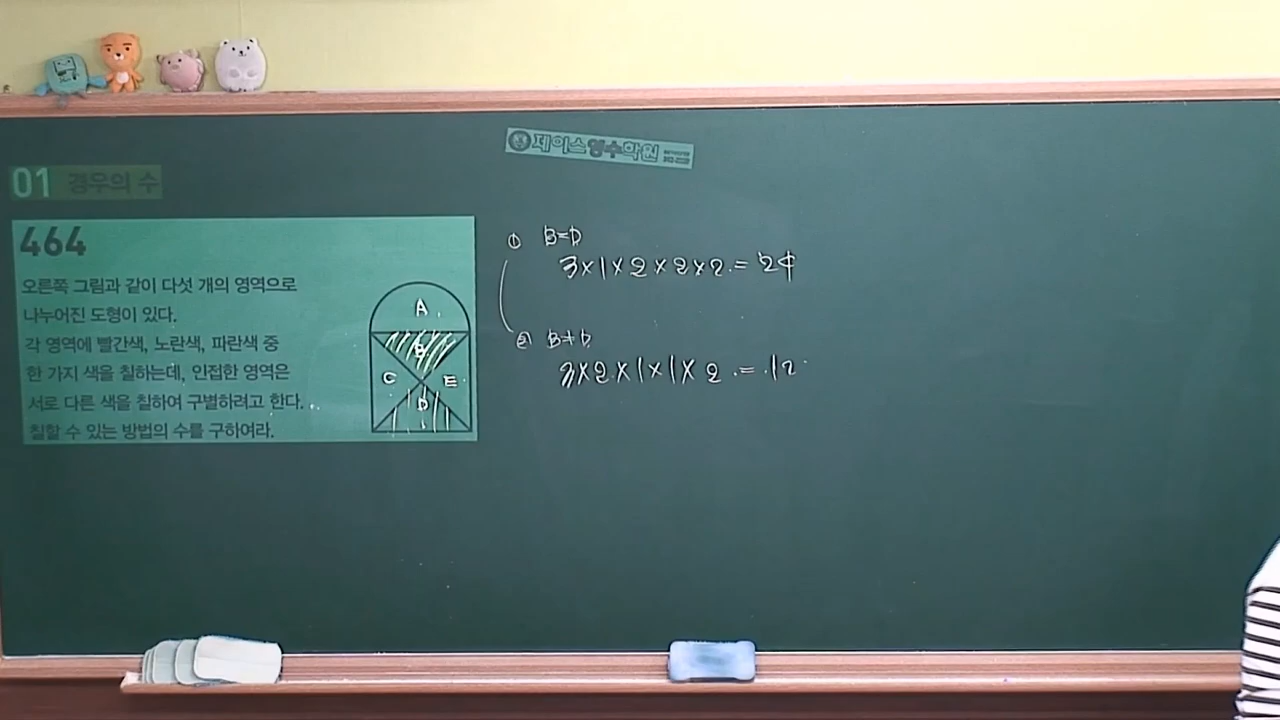 제이스영수학원
01 경우의 수
464
오른쪽 그림과 같이 다섯 개의 영역으로
나누어진 도형이 있다.
각 영역에 빨간색, 노란색, 파란색 중
한 가지 색을 칠하는데, 인접한 영역은
서로 다른 색을 칠하여 구별하려고 한다.
칠할 수 있는 방법의 수를 구하여라.
A
B
C
E
D
① B=D
3×1×2×2×2=24
② B≠D
3×2×1×1×2=12